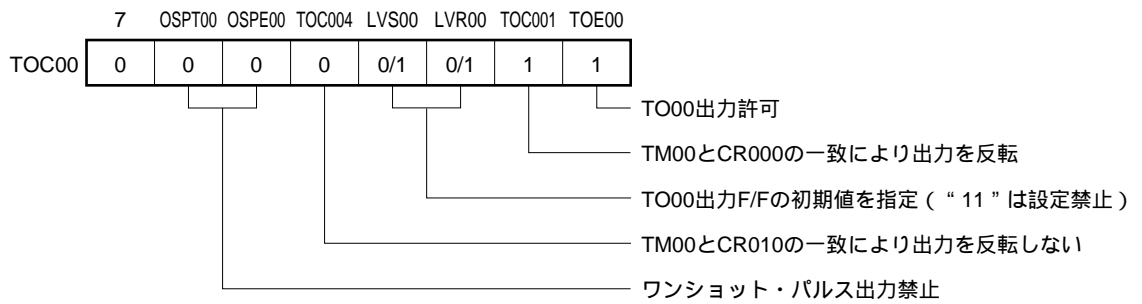 7 OSPT00 OSPE00 TOC004 LVS00 LVR00 TOC001 TOE00
TOC00 0 0 0 0 0/1 0/1 1 1
TO00出力許可
TM00とCR000の一致により出力を反転
TO00出力F/Fの初期値を指定（“11”は設定禁止）
TM00とCR010の一致により出力を反転しない
ワンショット・パルス出力禁止